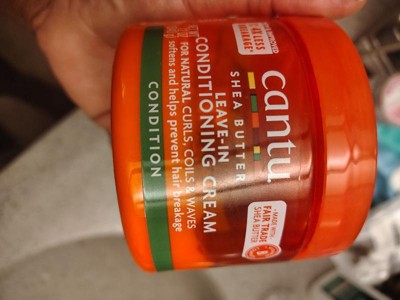 cantu
SHEA BUTTER
LEAVE-IN
CONDITIONING CREAM
FOR NATURAL CURLS, COILS & WAVES
softens and helps prevent hair breakage
CONDITION
MADE WITH
FAIR TRADE
SHEA BUTTER